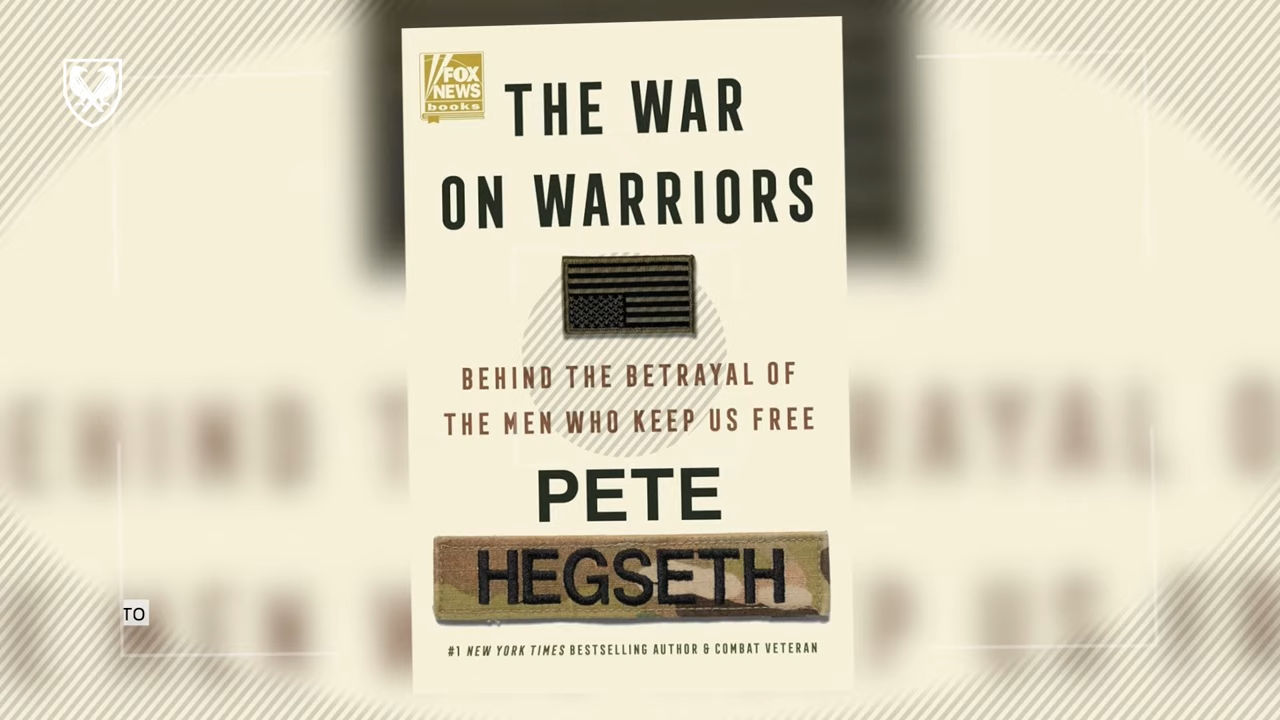 FOX
NEWS
books
THE WAR
ON WARRIORS
BEHIND THE BETRAYAL OF
THE MEN WHO KEEP US FREE
PETE
HEGSETH
#1 NEW YORK TIMES BESTSELLING AUTHOR & COMBAT VETERAN
TO